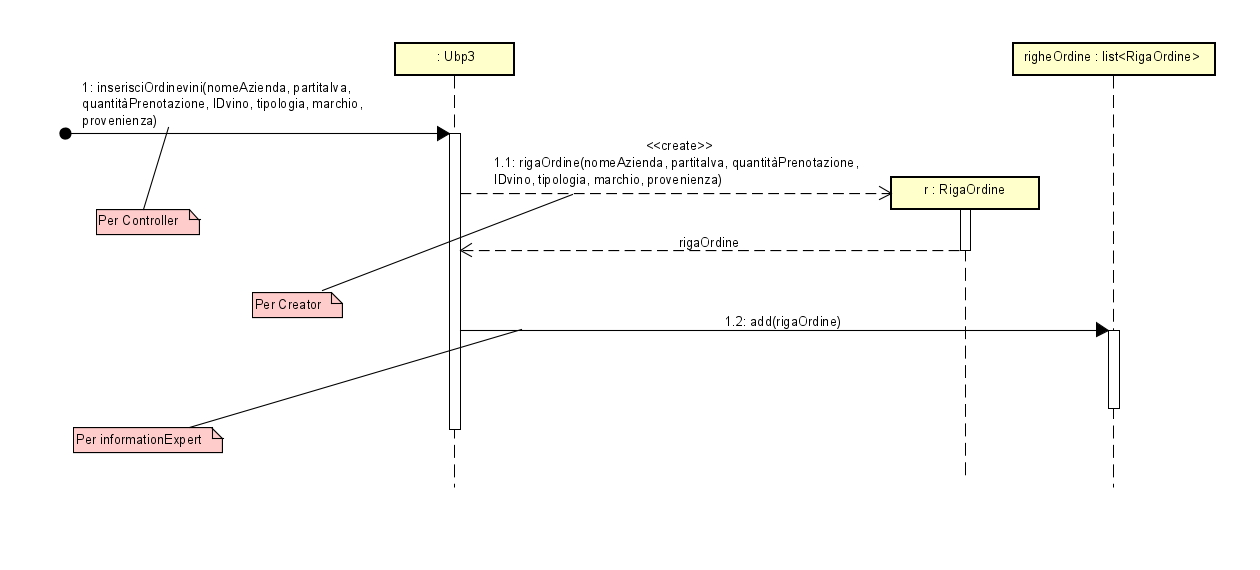 : Ubp3
righeOrdine : list<RigaOrdine>
1: inserisciOrdinevini(nomeAzienda, partitaIva,
quantitàPrenotazione, IDvino, tipologia, marchio,
provenienza)
<<create>>
1.1: rigaOrdine(nomeAzienda, partitaIva, quantitàPrenotazione,
IDvino, tipologia, marchio, provenienza)
r : RigaOrdine
Per Controller
rigaOrdine
Per Creator
1.2: add(rigaOrdine)
Per informationExpert